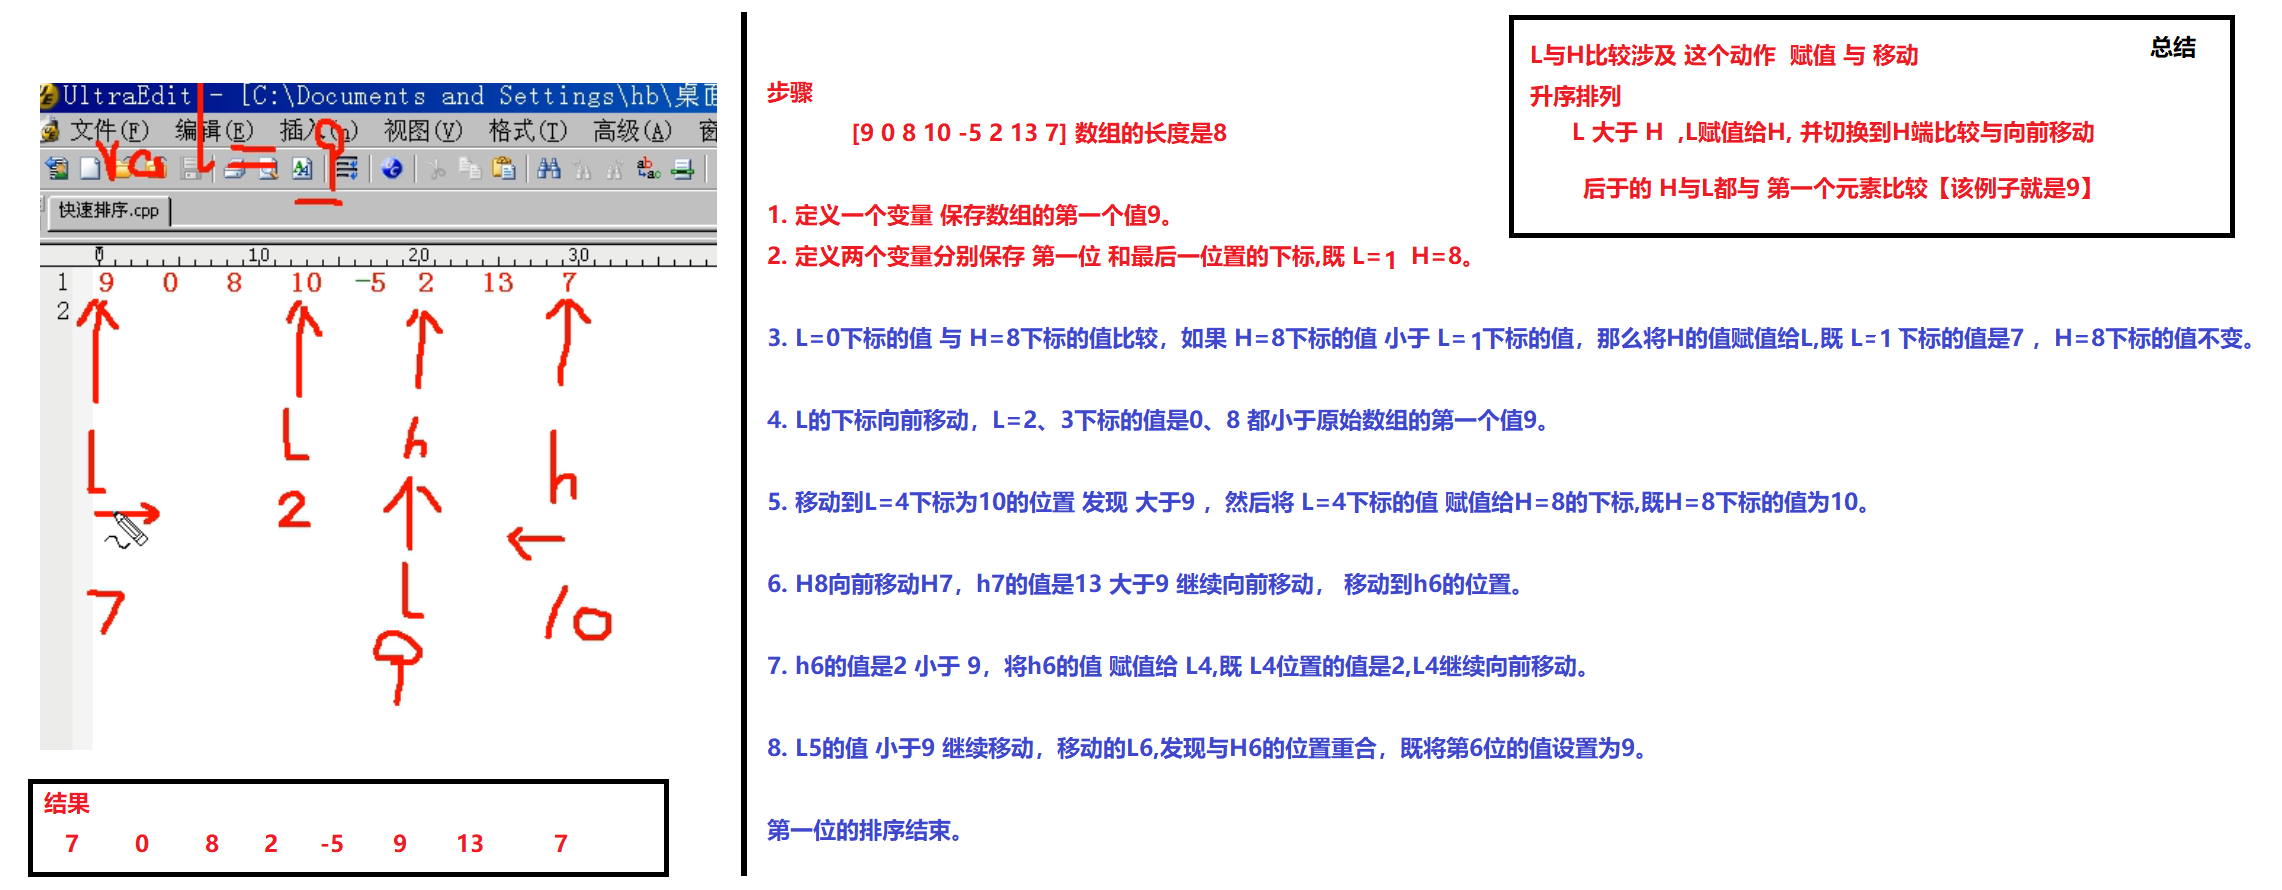 UltraEdit - [C:\Documents and Settings\hb\桌面
文件(F) 编辑(E) 插入(N) 视图(V) 格式(T) 高级(A) 窗
val = 9
快速排序.cpp
0 10 20 30
1 9 0 8 10 -5 2 13 7
2
L L h h
2
L
7 9 10
结果
7 0 8 2 -5 9 13 7
步骤
[9 0 8 10 -5 2 13 7] 数组的长度是8
1. 定义一个变量 保存数组的第一个值9。
2. 定义两个变量分别保存 第一位 和最后一位置的下标,既 L=1 H=8。
3. L=0下标的值 与 H=8下标的值比较，如果 H=8下标的值 小于 L=1下标的值，那么将H的值赋值给L,既 L=1下标的值是7 ，H=8下标的值不变。
4. L的下标向前移动，L=2、3下标的值是0、8 都小于原始数组的第一个值9。
5. 移动到L=4下标为10的位置 发现 大于9 ，然后将 L=4下标的值 赋值给H=8的下标,既H=8下标的值为10。
6. H8向前移动H7，h7的值是13 大于9 继续向前移动， 移动到h6的位置。
7. h6的值是2 小于 9，将h6的值 赋值给 L4,既 L4位置的值是2,L4继续向前移动。
8. L5的值 小于9 继续移动，移动的L6,发现与H6的位置重合，既将第6位的值设置为9。
第一位的排序结束。
总结
L与H比较涉及 这个动作 赋值 与 移动
升序排列
L 大于 H ,L赋值给H, 并切换到H端比较与向前移动
后于的 H与L都与 第一个元素比较【该例子就是9】